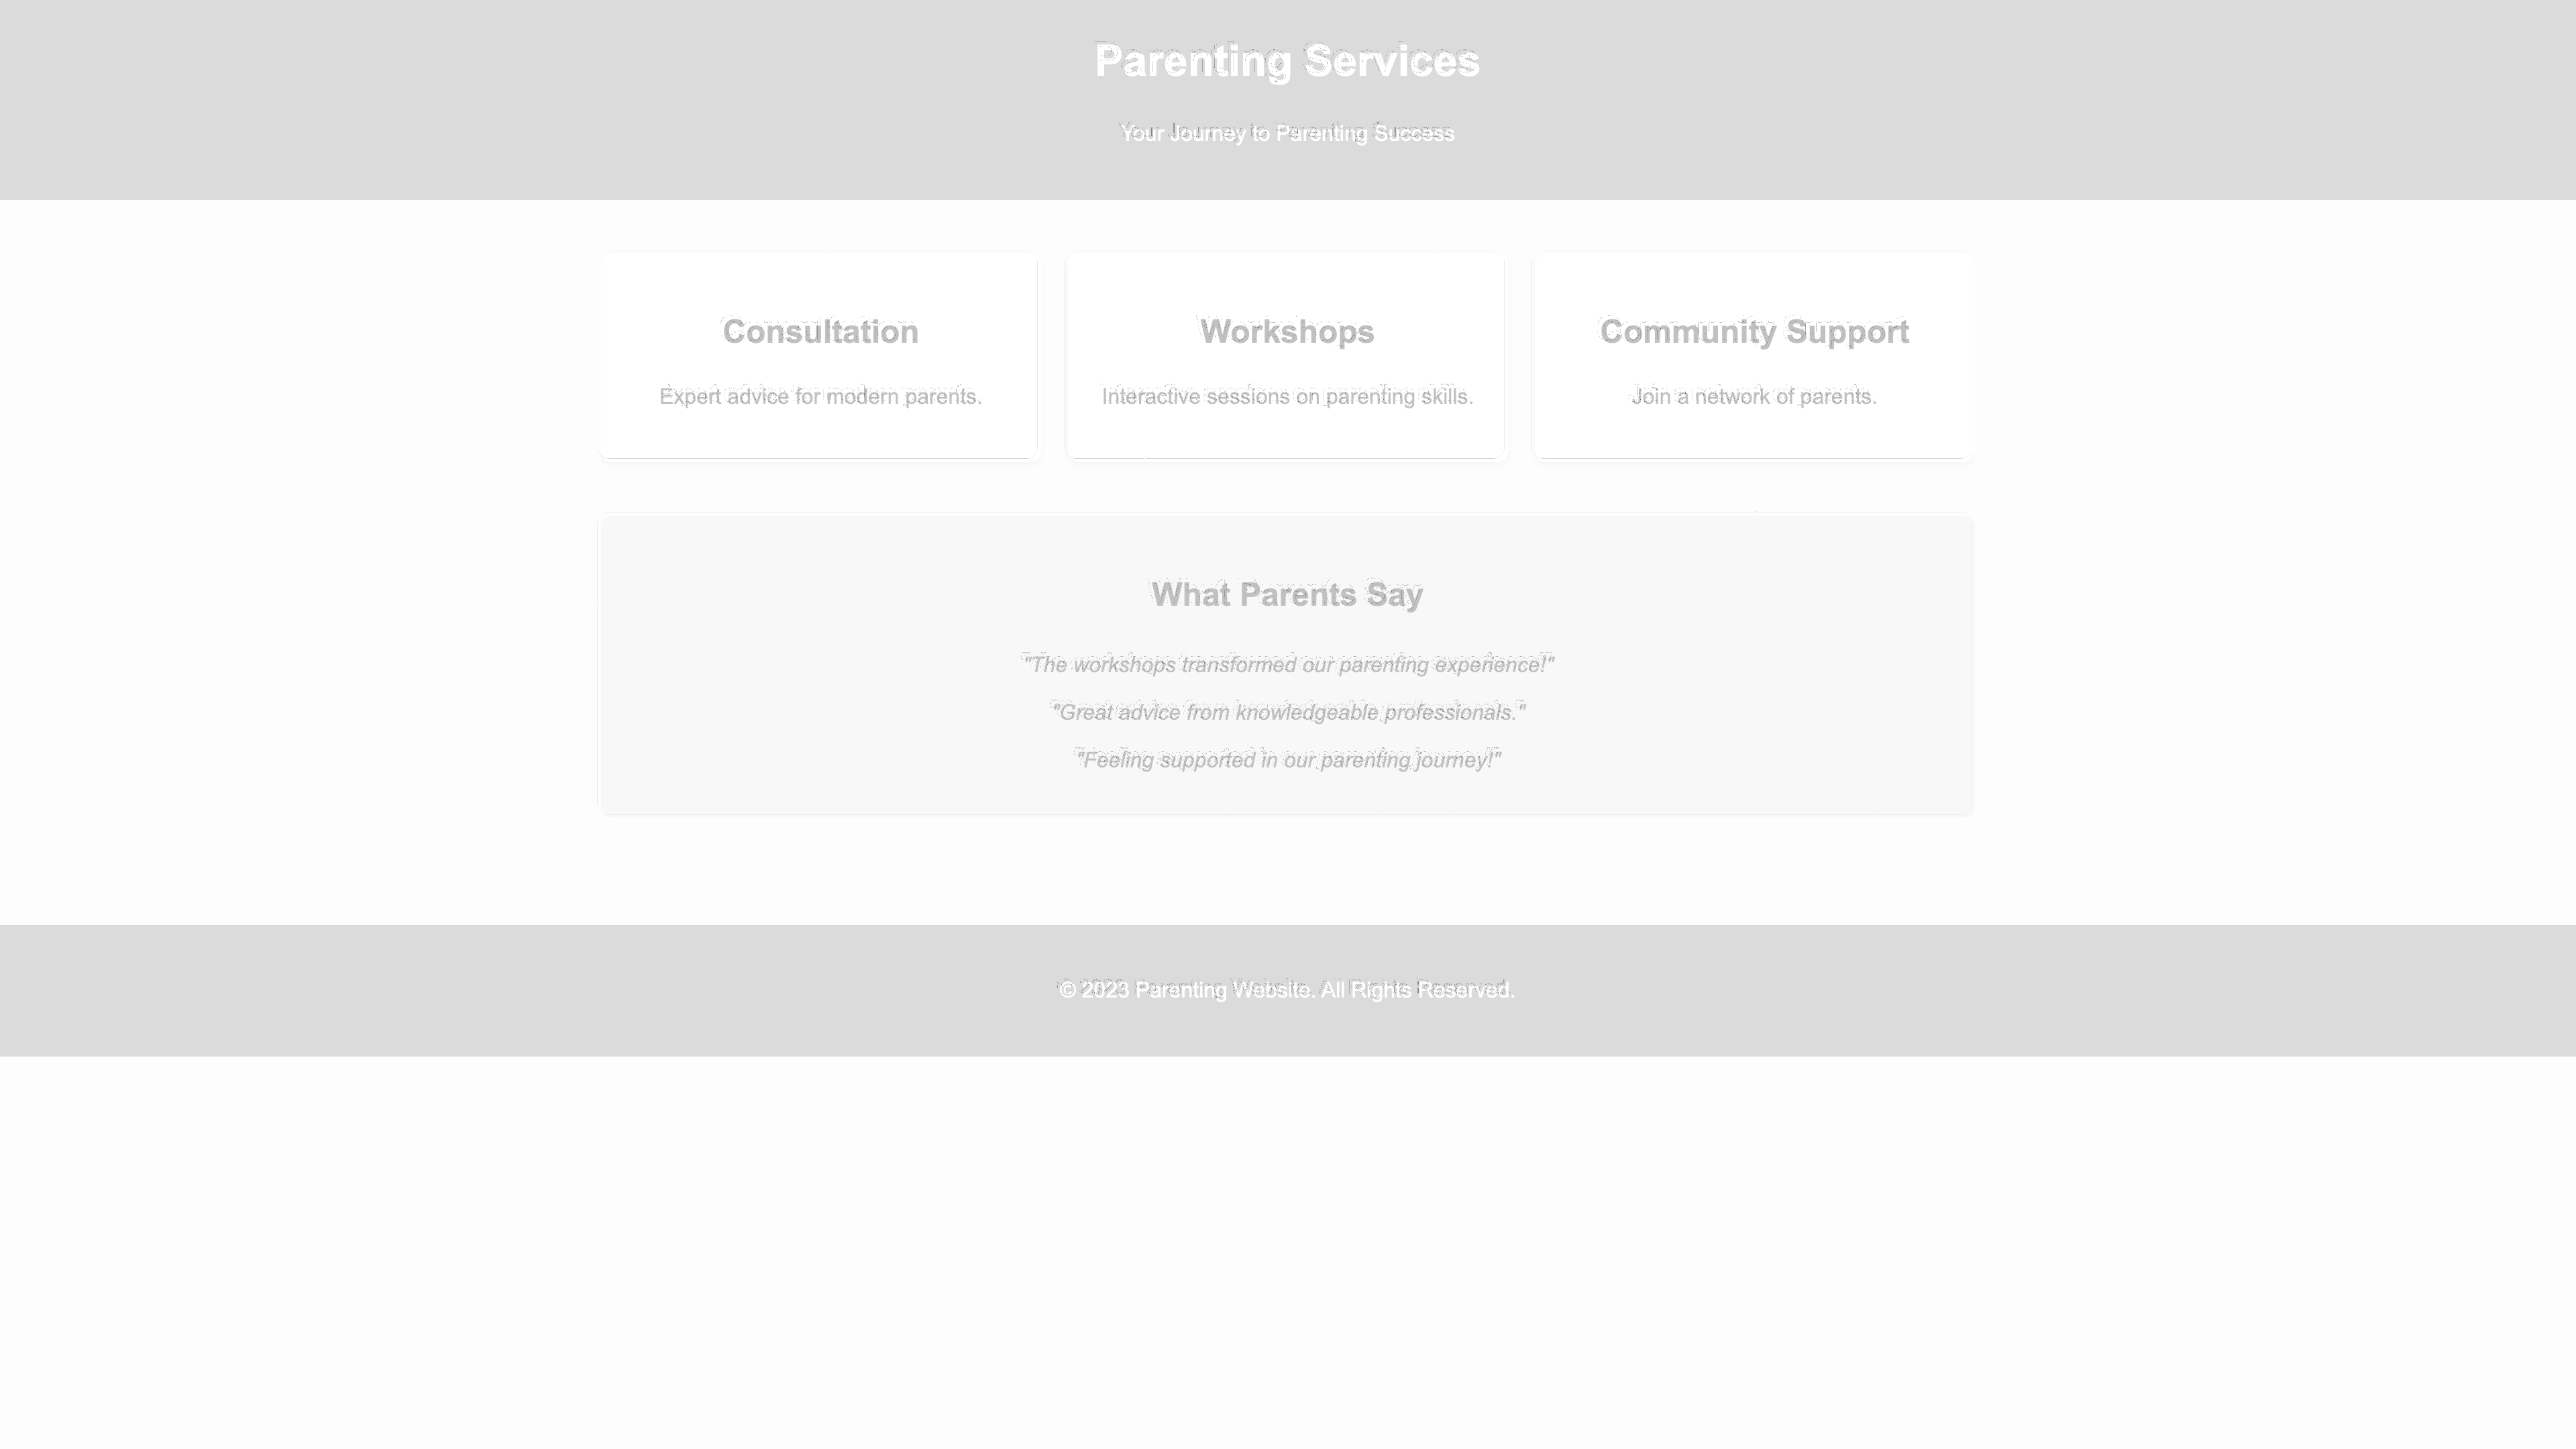 Parenting Services
Your Journey to Parenting Success
Consultation
Expert advice for modern parents.
Workshops
Interactive sessions on parenting skills.
Community Support
Join a network of parents.
What Parents Say
"The workshops transformed our parenting experience!"
"Great advice from knowledgeable professionals."
"Feeling supported in our parenting journey!"
© 2023 Parenting Website. All Rights Reserved.